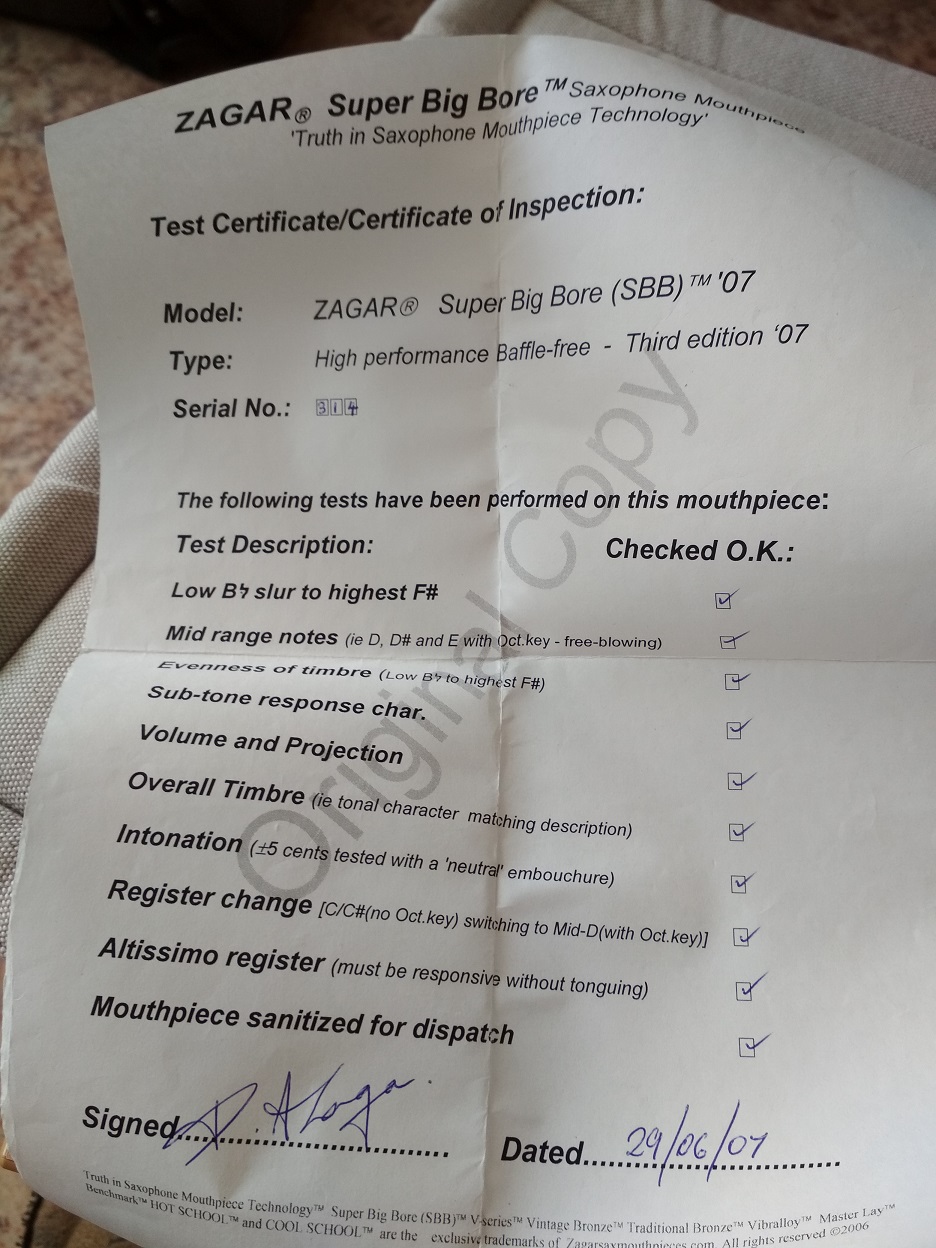 ZAGAR® Super Big Bore™ Saxophone Mouthpiece
'Truth in Saxophone Mouthpiece Technology'
Test Certificate/Certificate of Inspection:
Model: ZAGAR® Super Big Bore (SBB)™ '07
Type: High performance Baffle-free - Third edition '07
Serial No.: 314
The following tests have been performed on this mouthpiece:
Test Description: Checked O.K.:
Low Bϟ slur to highest F#
Mid range notes (ie D, D# and E with Oct.key - free-blowing)
Evenness of timbre (Low Bϟ to highest F#)
Sub-tone response char.
Volume and Projection
Overall Timbre (ie tonal character matching description)
Intonation (±5 cents tested with a 'neutral' embouchure)
Register change [C/C#(no Oct.key) switching to Mid-D(with Oct.key)]
Altissimo register (must be responsive without tonguing)
Mouthpiece sanitized for dispatch
Original Copy
Signed.............................. Dated 29/06/07
Truth in Saxophone Mouthpiece Technology™ Super Big Bore (SBB)™ V-series™ Vintage Bronze™ Traditional Bronze™ Vibralloy™ Master Lay™
Benchmark™ HOT SCHOOL™ and COOL SCHOOL™ are the exclusive trademarks of Zagarsaxmouthpieces.com. All rights reserved ©2006